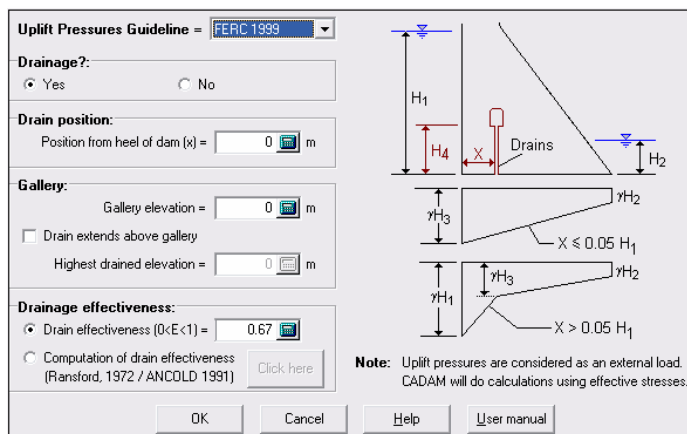 Uplift Pressures Guideline = FERC 1999
Drainage?:
Yes No
Drain position:
Position from heel of dam (x) = 0 m
Gallery:
Gallery elevation = 0 m
Drain extends above gallery
Highest drained elevation = 0 m
Drainage effectiveness:
Drain effectiveness (0<E<1) = 0.67
Computation of drain effectiveness
(Ransford, 1972 / ANCOLD 1991)
Click here
H1
H4
X
Drains
H2
γH3
γH2
X ≤ 0.05 H1
γH1
γH3
γH2
X > 0.05 H1
Note: Uplift pressures are considered as an external load.
CADAM will do calculations using effective stresses.
OK Cancel Help User manual